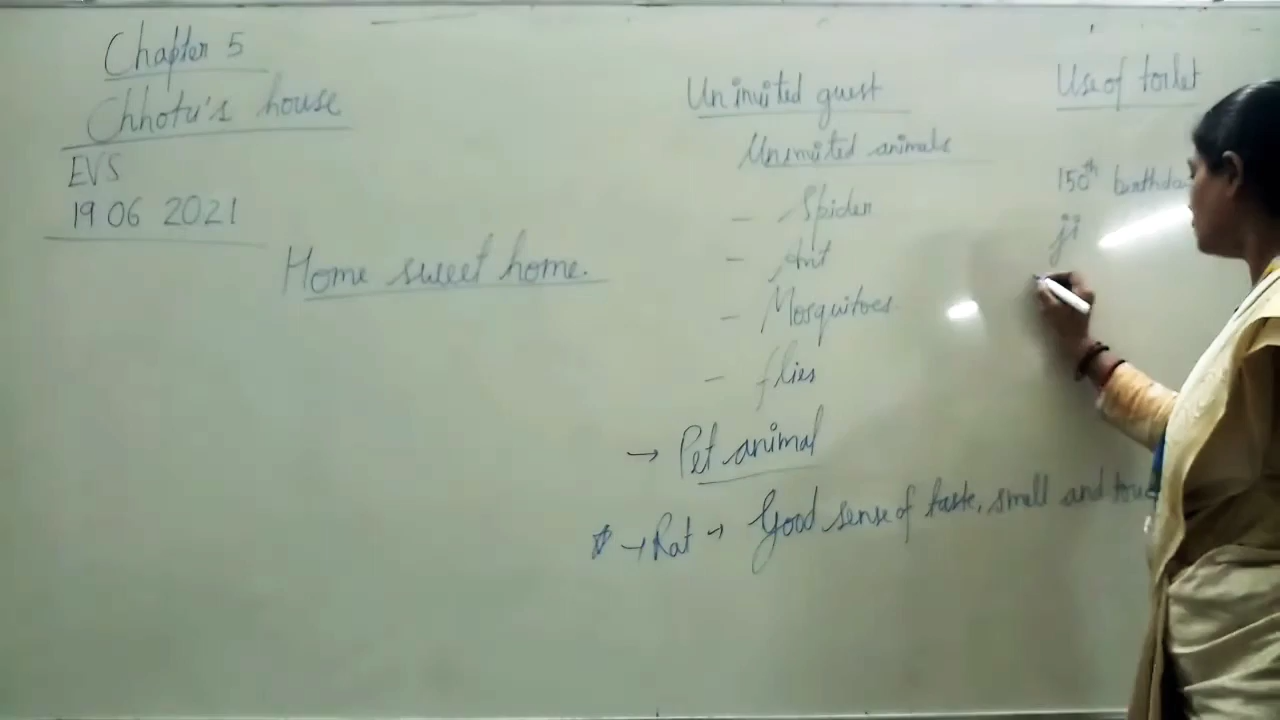 Chapter 5
Chhotu's house
EVS
19 06 2021
Home sweet home.
Uninvited guest
Uninvited animals
- Spider
- Ant
- Mosquitoes
- flies
→ Pet animal
→ Rat → Good sense of taste, smell and
Use of toilet
150th
ji